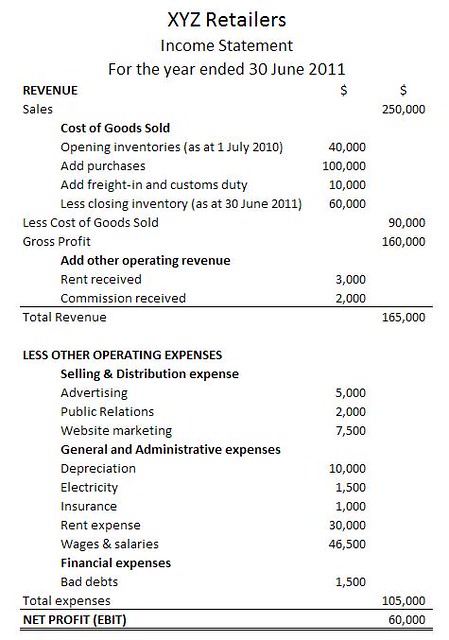 XYZ Retailers
Income Statement
For the year ended 30 June 2011
REVENUE $ $
Sales 250,000
Cost of Goods Sold
Opening inventories (as at 1 July 2010) 40,000
Add purchases 100,000
Add freight-in and customs duty 10,000
Less closing inventory (as at 30 June 2011) 60,000
Less Cost of Goods Sold 90,000
Gross Profit 160,000
Add other operating revenue
Rent received 3,000
Commission received 2,000
Total Revenue 165,000
LESS OTHER OPERATING EXPENSES
Selling & Distribution expense
Advertising 5,000
Public Relations 2,000
Website marketing 7,500
General and Administrative expenses
Depreciation 10,000
Electricity 1,500
Insurance 1,000
Rent expense 30,000
Wages & salaries 46,500
Financial expenses
Bad debts 1,500
Total expenses 105,000
NET PROFIT (EBIT) 60,000